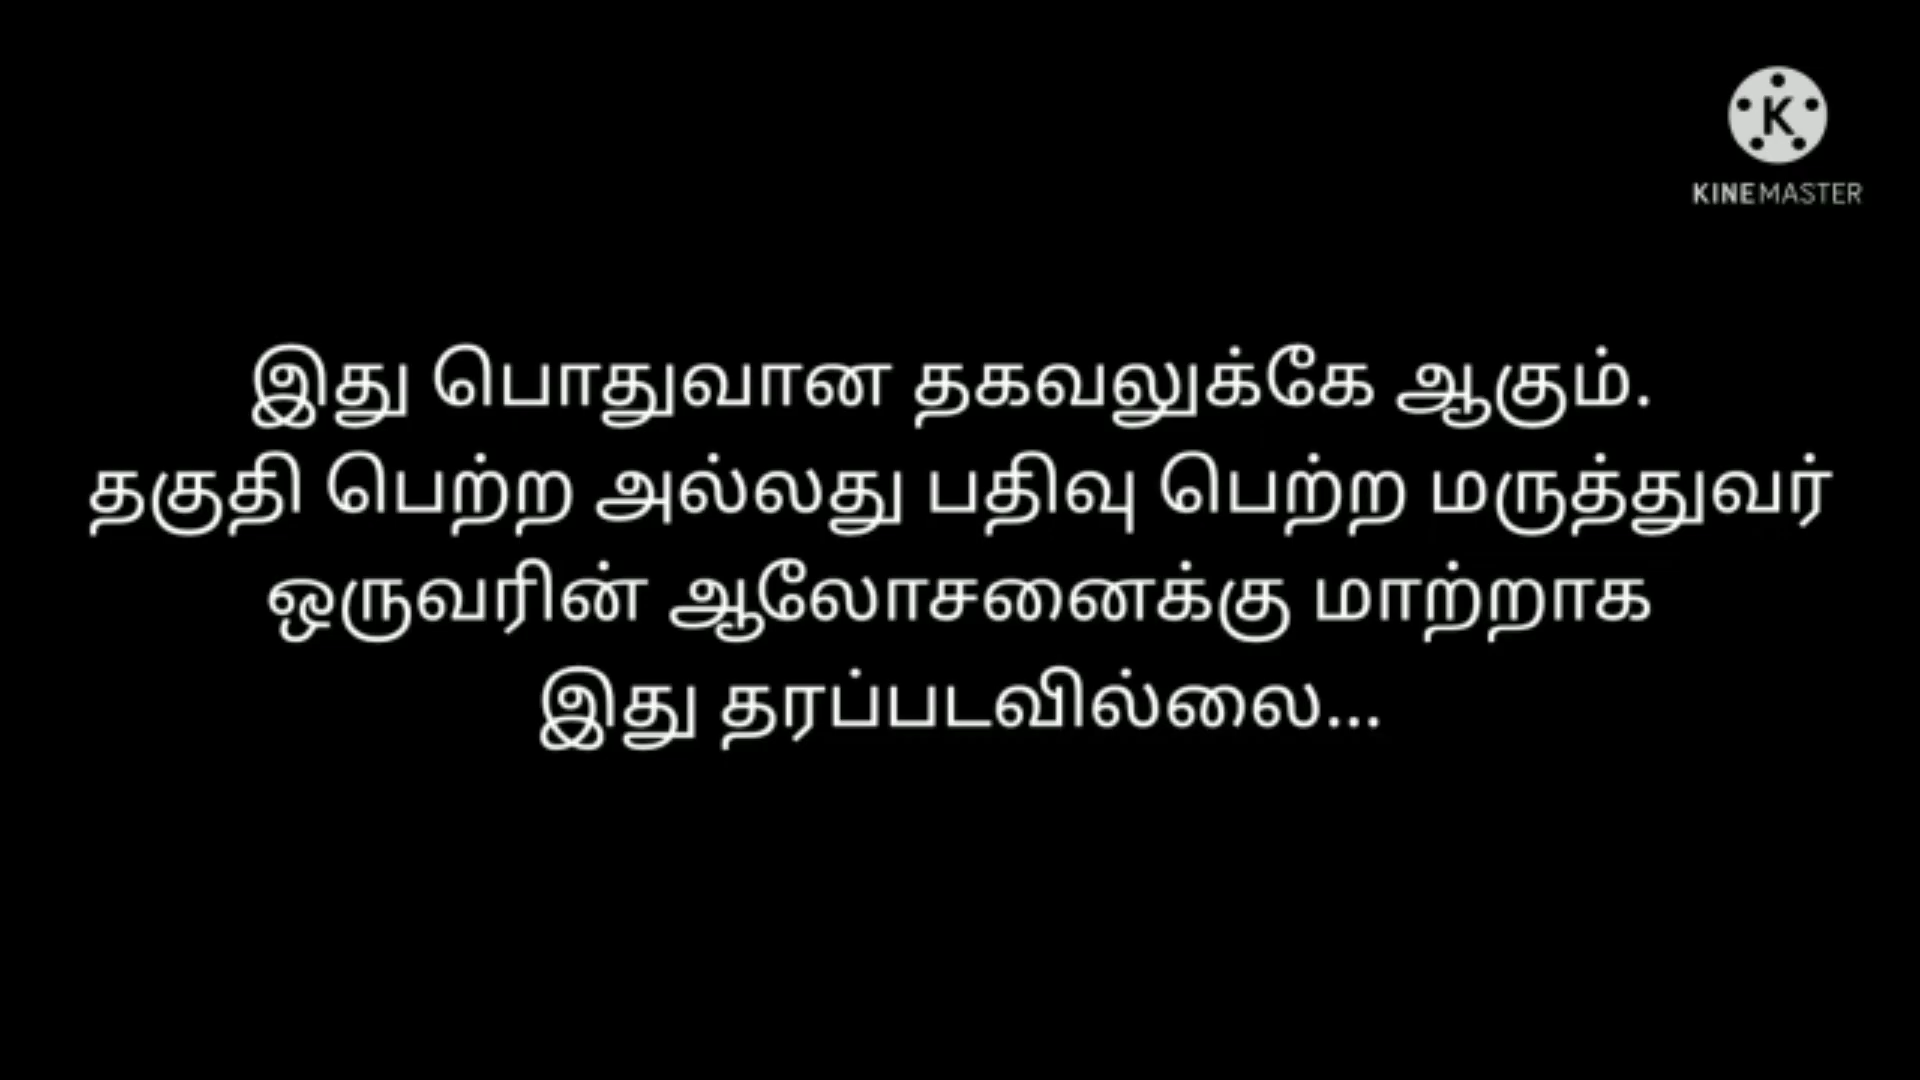 KINEMASTER
இது பொதுவான தகவலுக்கே ஆகும்.
தகுதி பெற்ற அல்லது பதிவு பெற்ற மருத்துவர்
ஒருவரின் ஆலோசனைக்கு மாற்றாக
இது தரப்படவில்லை...